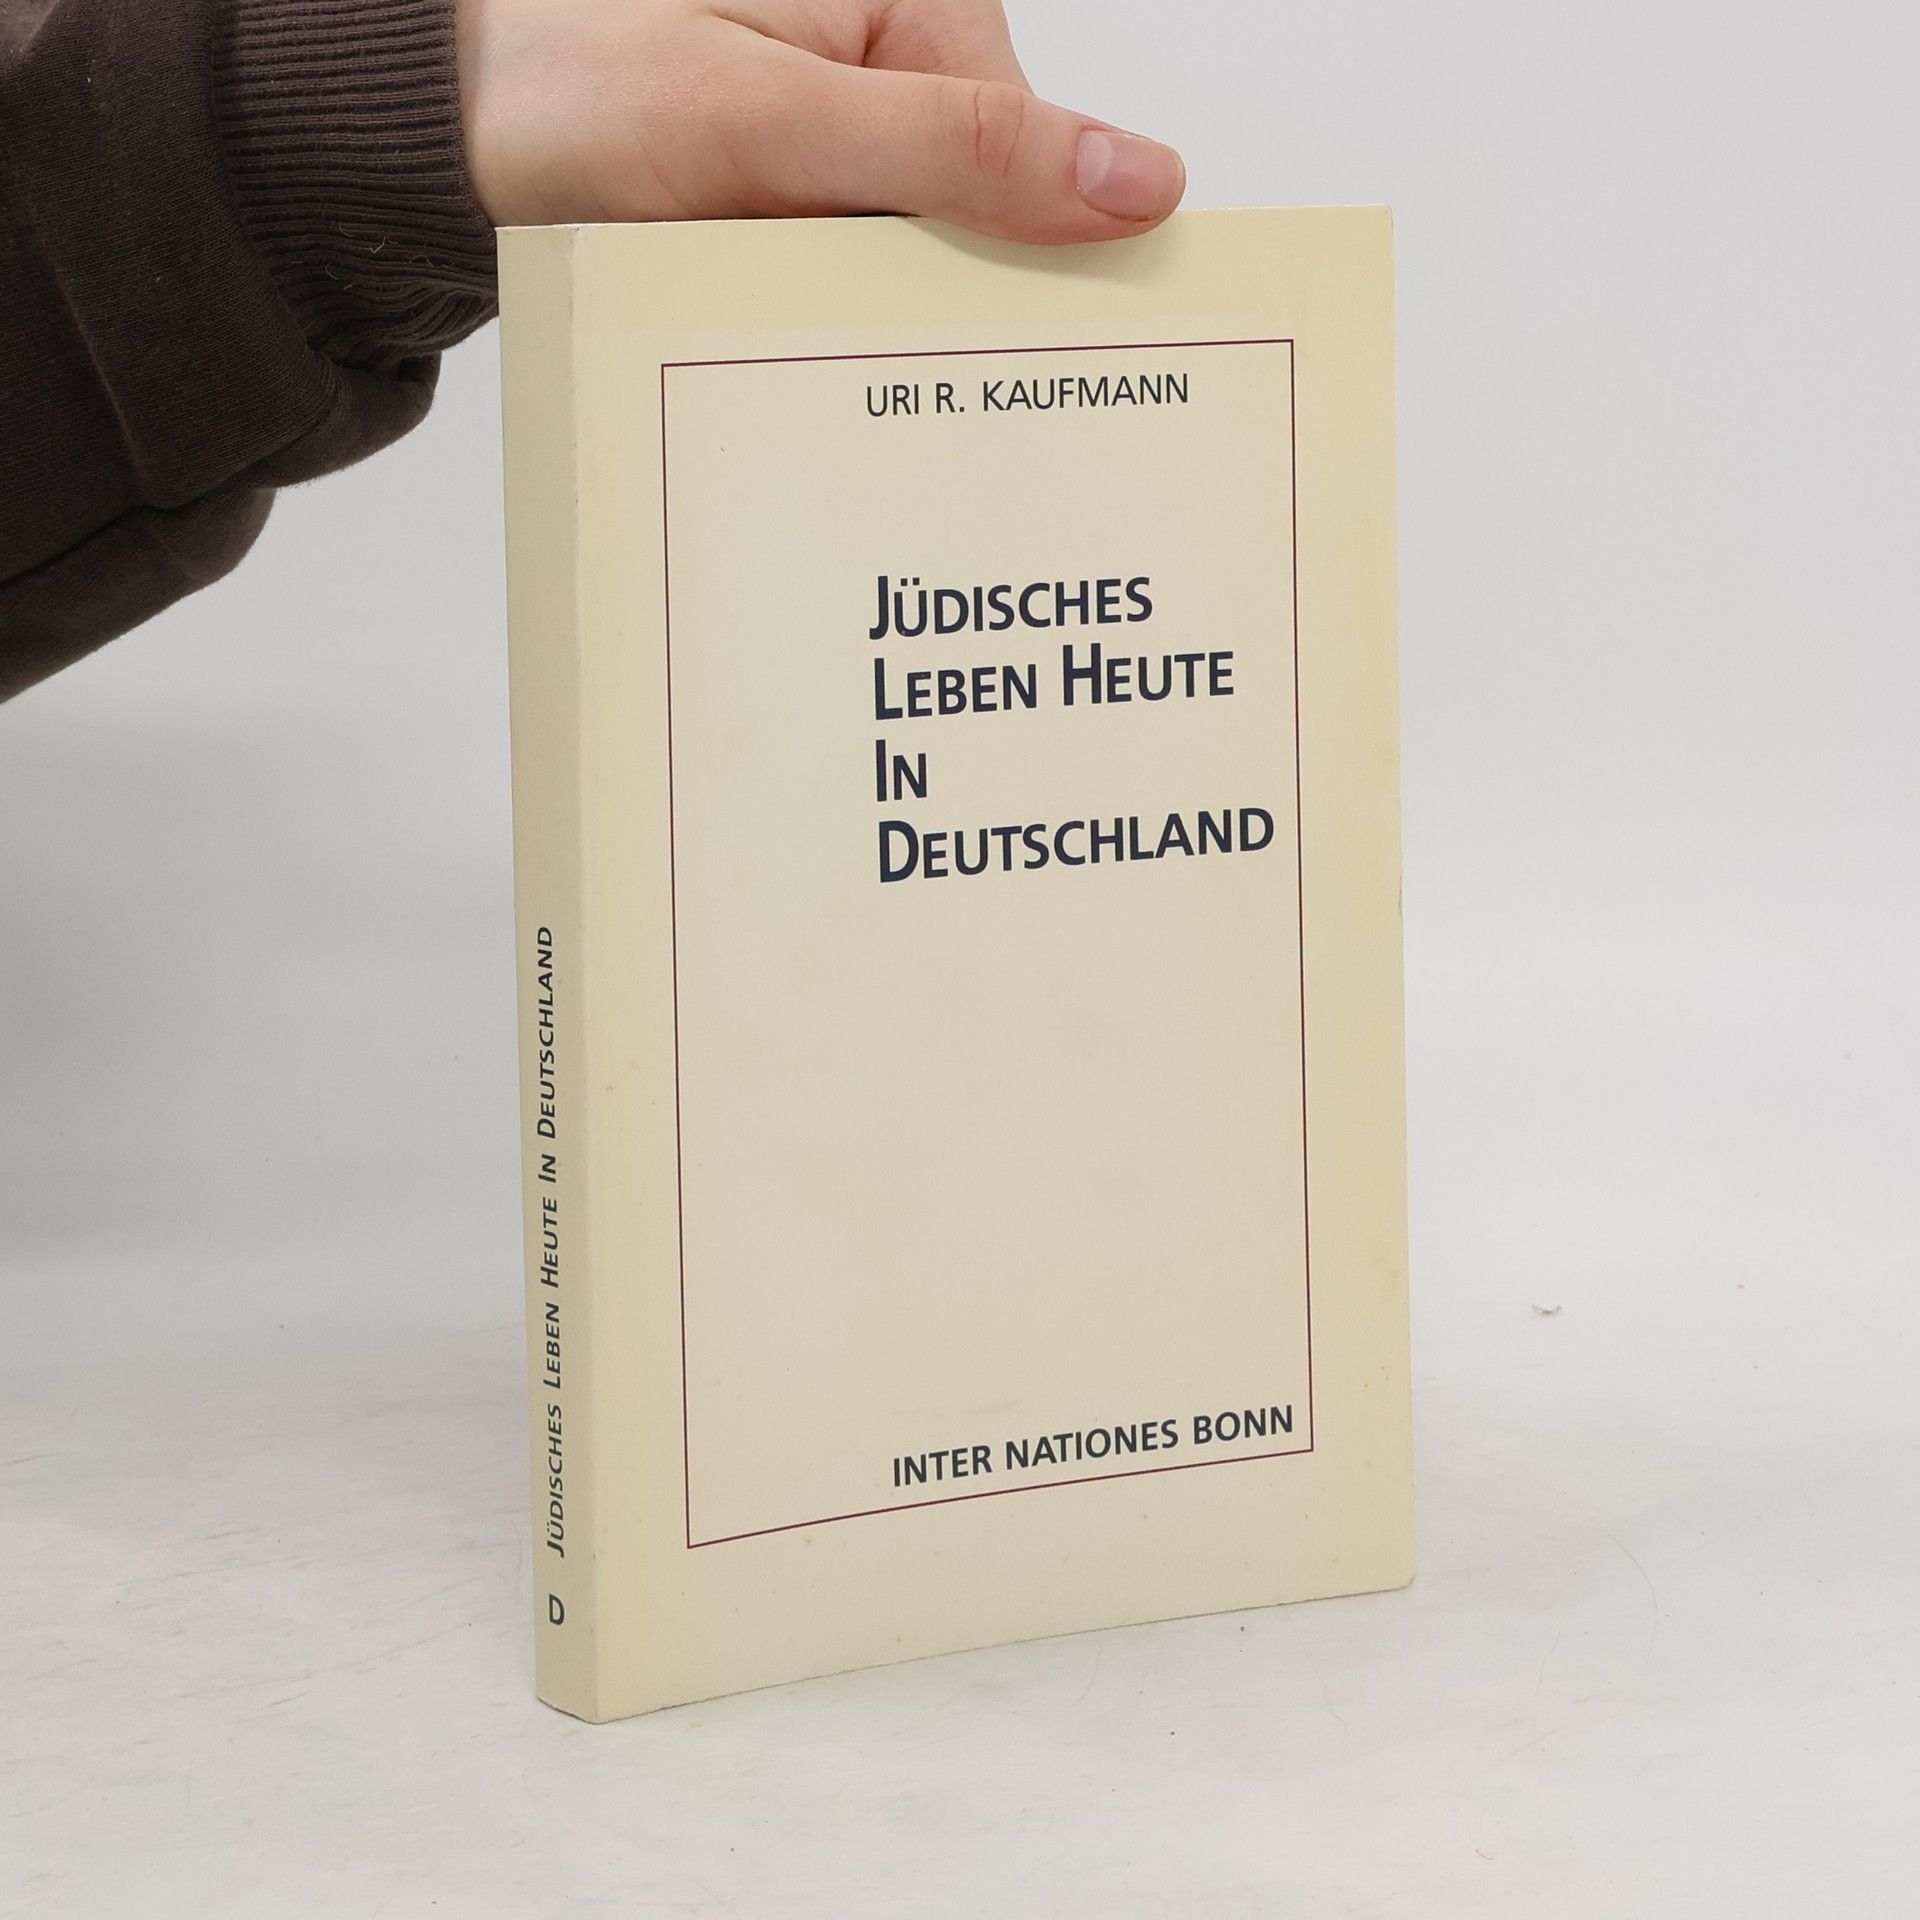 URI R. KAUFMANN
JÜDISCHES
LEBEN HEUTE
IN
DEUTSCHLAND
INTER NATIONES BONN
D JÜDISCHES LEBEN HEUTE IN DEUTSCHLAND